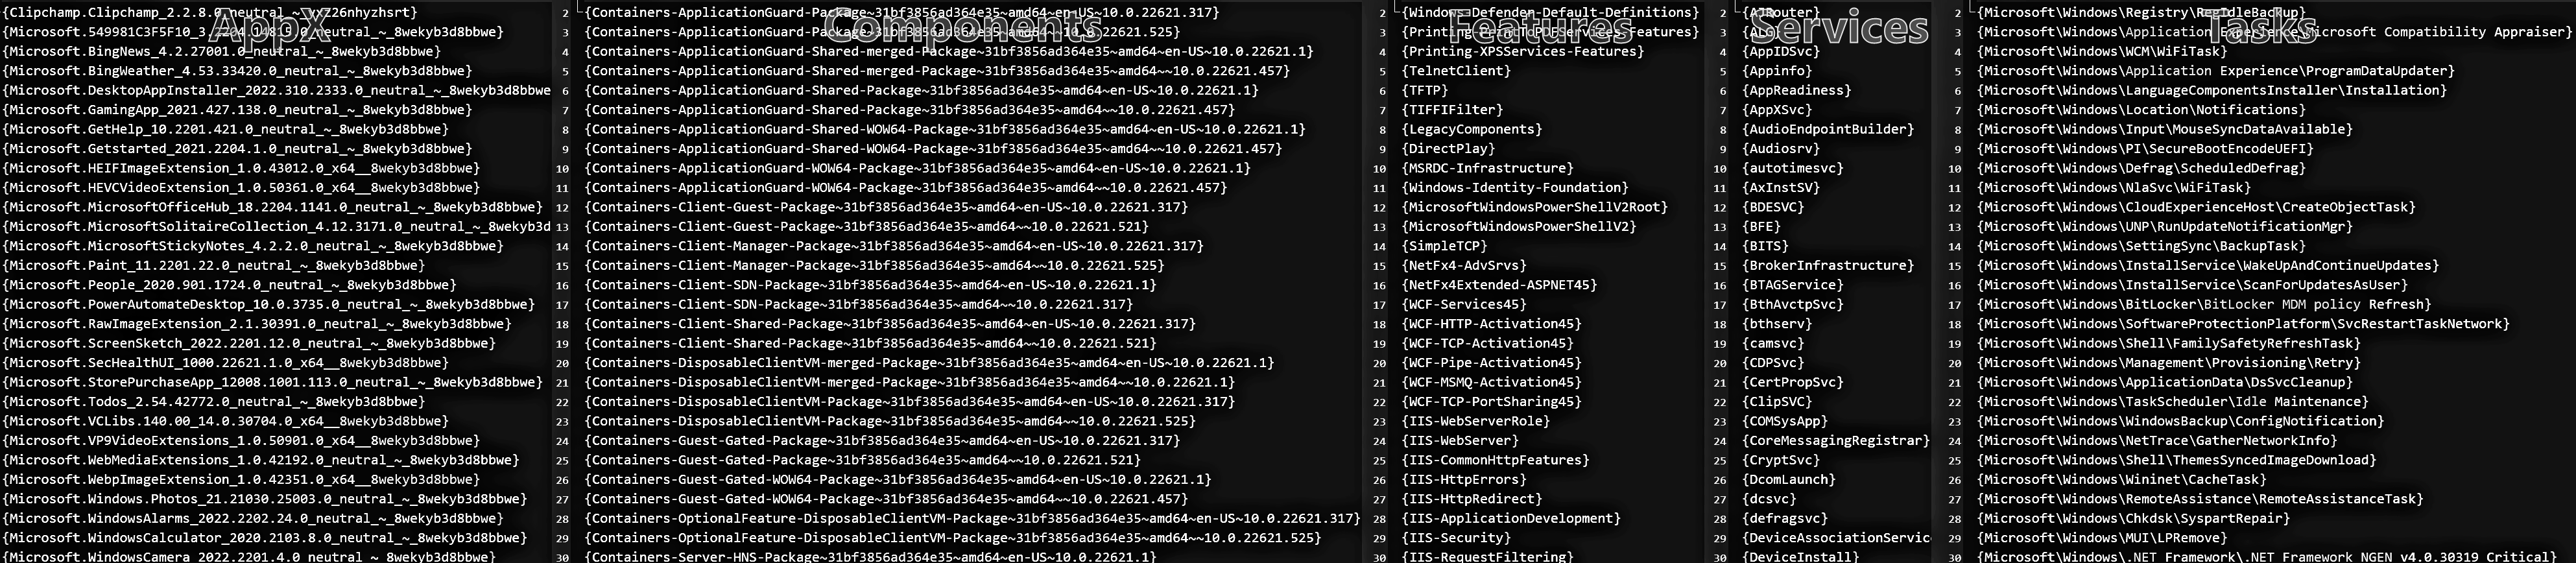 AppX
{Clipchamp.Clipchamp_2.2.8.0_neutral_~_yxz26nhyzhsrt}
{Microsoft.549981C3F5F10_3.2204.14815.0_neutral_~_8wekyb3d8bbwe}
{Microsoft.BingNews_4.2.27001.0_neutral_~_8wekyb3d8bbwe}
{Microsoft.BingWeather_4.53.33420.0_neutral_~_8wekyb3d8bbwe}
{Microsoft.DesktopAppInstaller_2022.310.2333.0_neutral_~_8wekyb3d8bbwe
{Microsoft.GamingApp_2021.427.138.0_neutral_~_8wekyb3d8bbwe}
{Microsoft.GetHelp_10.2201.421.0_neutral_~_8wekyb3d8bbwe}
{Microsoft.Getstarted_2021.2204.1.0_neutral_~_8wekyb3d8bbwe}
{Microsoft.HEIFImageExtension_1.0.43012.0_x64__8wekyb3d8bbwe}
{Microsoft.HEVCVideoExtension_1.0.50361.0_x64__8wekyb3d8bbwe}
{Microsoft.MicrosoftOfficeHub_18.2204.1141.0_neutral_~_8wekyb3d8bbwe}
{Microsoft.MicrosoftSolitaireCollection_4.12.3171.0_neutral_~_8wekyb3d
{Microsoft.MicrosoftStickyNotes_4.2.2.0_neutral_~_8wekyb3d8bbwe}
{Microsoft.Paint_11.2201.22.0_neutral_~_8wekyb3d8bbwe}
{Microsoft.People_2020.901.1724.0_neutral_~_8wekyb3d8bbwe}
{Microsoft.PowerAutomateDesktop_10.0.3735.0_neutral_~_8wekyb3d8bbwe}
{Microsoft.RawImageExtension_2.1.30391.0_neutral_~_8wekyb3d8bbwe}
{Microsoft.ScreenSketch_2022.2201.12.0_neutral_~_8wekyb3d8bbwe}
{Microsoft.SecHealthUI_1000.22621.1.0_x64__8wekyb3d8bbwe}
{Microsoft.StorePurchaseApp_12008.1001.113.0_neutral_~_8wekyb3d8bbwe}
{Microsoft.Todos_2.54.42772.0_neutral_~_8wekyb3d8bbwe}
{Microsoft.VCLibs.140.00_14.0.30704.0_x64__8wekyb3d8bbwe}
{Microsoft.VP9VideoExtensions_1.0.50901.0_x64__8wekyb3d8bbwe}
{Microsoft.WebMediaExtensions_1.0.42192.0_neutral_~_8wekyb3d8bbwe}
{Microsoft.WebpImageExtension_1.0.42351.0_x64__8wekyb3d8bbwe}
{Microsoft.Windows.Photos_21.21030.25003.0_neutral_~_8wekyb3d8bbwe}
{Microsoft.WindowsAlarms_2022.2202.24.0_neutral_~_8wekyb3d8bbwe}
{Microsoft.WindowsCalculator_2020.2103.8.0_neutral_~_8wekyb3d8bbwe}
{Microsoft.WindowsCamera_2022.2201.4.0_neutral_~_8wekyb3d8bbwe}
Components
2 {Containers-ApplicationGuard-Package~31bf3856ad364e35~amd64~en-US~10.0.22621.317}
3 {Containers-ApplicationGuard-Package~31bf3856ad364e35~amd64~~10.0.22621.525}
4 {Containers-ApplicationGuard-Shared-merged-Package~31bf3856ad364e35~amd64~en-US~10.0.22621.1}
5 {Containers-ApplicationGuard-Shared-merged-Package~31bf3856ad364e35~amd64~~10.0.22621.457}
6 {Containers-ApplicationGuard-Shared-Package~31bf3856ad364e35~amd64~en-US~10.0.22621.1}
7 {Containers-ApplicationGuard-Shared-Package~31bf3856ad364e35~amd64~~10.0.22621.457}
8 {Containers-ApplicationGuard-Shared-WOW64-Package~31bf3856ad364e35~amd64~en-US~10.0.22621.1}
9 {Containers-ApplicationGuard-Shared-WOW64-Package~31bf3856ad364e35~amd64~~10.0.22621.457}
10 {Containers-ApplicationGuard-WOW64-Package~31bf3856ad364e35~amd64~en-US~10.0.22621.1}
11 {Containers-ApplicationGuard-WOW64-Package~31bf3856ad364e35~amd64~~10.0.22621.457}
12 {Containers-Client-Guest-Package~31bf3856ad364e35~amd64~en-US~10.0.22621.317}
13 {Containers-Client-Guest-Package~31bf3856ad364e35~amd64~~10.0.22621.521}
14 {Containers-Client-Manager-Package~31bf3856ad364e35~amd64~en-US~10.0.22621.317}
15 {Containers-Client-Manager-Package~31bf3856ad364e35~amd64~~10.0.22621.525}
16 {Containers-Client-SDN-Package~31bf3856ad364e35~amd64~en-US~10.0.22621.1}
17 {Containers-Client-SDN-Package~31bf3856ad364e35~amd64~~10.0.22621.317}
18 {Containers-Client-Shared-Package~31bf3856ad364e35~amd64~en-US~10.0.22621.317}
19 {Containers-Client-Shared-Package~31bf3856ad364e35~amd64~~10.0.22621.521}
20 {Containers-DisposableClientVM-merged-Package~31bf3856ad364e35~amd64~en-US~10.0.22621.1}
21 {Containers-DisposableClientVM-merged-Package~31bf3856ad364e35~amd64~~10.0.22621.1}
22 {Containers-DisposableClientVM-Package~31bf3856ad364e35~amd64~en-US~10.0.22621.317}
23 {Containers-DisposableClientVM-Package~31bf3856ad364e35~amd64~~10.0.22621.525}
24 {Containers-Guest-Gated-Package~31bf3856ad364e35~amd64~en-US~10.0.22621.317}
25 {Containers-Guest-Gated-Package~31bf3856ad364e35~amd64~~10.0.22621.521}
26 {Containers-Guest-Gated-WOW64-Package~31bf3856ad364e35~amd64~en-US~10.0.22621.1}
27 {Containers-Guest-Gated-WOW64-Package~31bf3856ad364e35~amd64~~10.0.22621.457}
28 {Containers-OptionalFeature-DisposableClientVM-Package~31bf3856ad364e35~amd64~en-US~10.0.22621.317}
29 {Containers-OptionalFeature-DisposableClientVM-Package~31bf3856ad364e35~amd64~~10.0.22621.525}
30 {Containers-Server-HNS-Package~31bf3856ad364e35~amd64~en-US~10.0.22621.1}
Features
2 {Windows-Defender-Default-Definitions}
3 {Printing-PrintToPDFServices-Features}
4 {Printing-XPSServices-Features}
5 {TelnetClient}
6 {TFTP}
7 {TIFFIFilter}
8 {LegacyComponents}
9 {DirectPlay}
10 {MSRDC-Infrastructure}
11 {Windows-Identity-Foundation}
12 {MicrosoftWindowsPowerShellV2Root}
13 {MicrosoftWindowsPowerShellV2}
14 {SimpleTCP}
15 {NetFx4-AdvSrvs}
16 {NetFx4Extended-ASPNET45}
17 {WCF-Services45}
18 {WCF-HTTP-Activation45}
19 {WCF-TCP-Activation45}
20 {WCF-Pipe-Activation45}
21 {WCF-MSMQ-Activation45}
22 {WCF-TCP-PortSharing45}
23 {IIS-WebServerRole}
24 {IIS-WebServer}
25 {IIS-CommonHttpFeatures}
26 {IIS-HttpErrors}
27 {IIS-HttpRedirect}
28 {IIS-ApplicationDevelopment}
29 {IIS-Security}
30 {IIS-RequestFiltering}
Services
2 {AJRouter}
3 {ALG}
4 {AppIDSvc}
5 {Appinfo}
6 {AppReadiness}
7 {AppXSvc}
8 {AudioEndpointBuilder}
9 {Audiosrv}
10 {autotimesvc}
11 {AxInstSV}
12 {BDESVC}
13 {BFE}
14 {BITS}
15 {BrokerInfrastructure}
16 {BTAGService}
17 {BthAvctpSvc}
18 {bthserv}
19 {camsvc}
20 {CDPSvc}
21 {CertPropSvc}
22 {ClipSVC}
23 {COMSysApp}
24 {CoreMessagingRegistrar}
25 {CryptSvc}
26 {DcomLaunch}
27 {dcsvc}
28 {defragsvc}
29 {DeviceAssociationServic
30 {DeviceInstall}
Tasks
2 {Microsoft\Windows\Registry\RegIdleBackup}
3 {Microsoft\Windows\Application Experience\Microsoft Compatibility Appraiser}
4 {Microsoft\Windows\WCM\WiFiTask}
5 {Microsoft\Windows\Application Experience\ProgramDataUpdater}
6 {Microsoft\Windows\LanguageComponentsInstaller\Installation}
7 {Microsoft\Windows\Location\Notifications}
8 {Microsoft\Windows\Input\MouseSyncDataAvailable}
9 {Microsoft\Windows\PI\SecureBootEncodeUEFI}
10 {Microsoft\Windows\Defrag\ScheduledDefrag}
11 {Microsoft\Windows\NlaSvc\WiFiTask}
12 {Microsoft\Windows\CloudExperienceHost\CreateObjectTask}
13 {Microsoft\Windows\UNP\RunUpdateNotificationMgr}
14 {Microsoft\Windows\SettingSync\BackupTask}
15 {Microsoft\Windows\InstallService\WakeUpAndContinueUpdates}
16 {Microsoft\Windows\InstallService\ScanForUpdatesAsUser}
17 {Microsoft\Windows\BitLocker\BitLocker MDM policy Refresh}
18 {Microsoft\Windows\SoftwareProtectionPlatform\SvcRestartTaskNetwork}
19 {Microsoft\Windows\Shell\FamilySafetyRefreshTask}
20 {Microsoft\Windows\Management\Provisioning\Retry}
21 {Microsoft\Windows\ApplicationData\DsSvcCleanup}
22 {Microsoft\Windows\TaskScheduler\Idle Maintenance}
23 {Microsoft\Windows\WindowsBackup\ConfigNotification}
24 {Microsoft\Windows\NetTrace\GatherNetworkInfo}
25 {Microsoft\Windows\Shell\ThemesSyncedImageDownload}
26 {Microsoft\Windows\Wininet\CacheTask}
27 {Microsoft\Windows\RemoteAssistance\RemoteAssistanceTask}
28 {Microsoft\Windows\Chkdsk\SyspartRepair}
29 {Microsoft\Windows\MUI\LPRemove}
30 {Microsoft\Windows\.NET Framework\.NET Framework NGEN v4.0.30319 Critical}